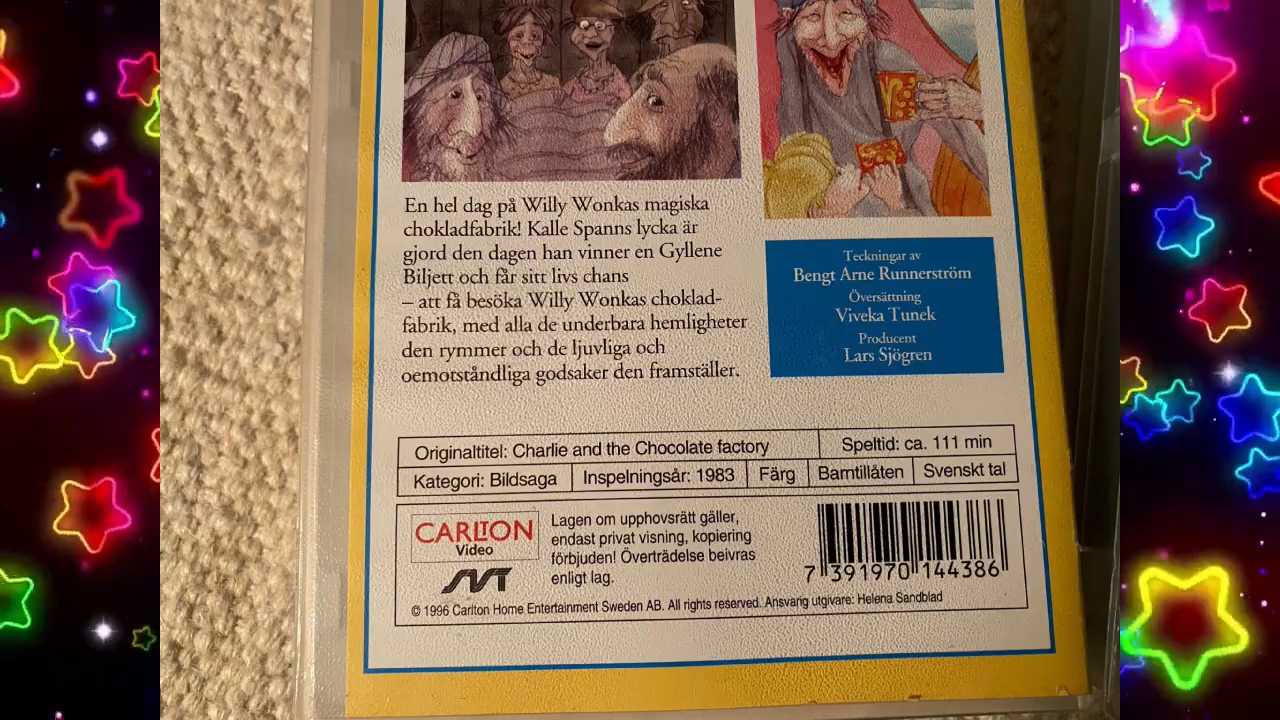 En hel dag på Willy Wonkas magiska
chokladfabrik! Kalle Spanns lycka är
gjord den dagen han vinner en Gyllene
Biljett och får sitt livs chans
– att få besöka Willy Wonkas choklad-
fabrik, med alla de underbara hemligheter
den rymmer och de ljuvliga och
oemotståndliga godsaker den framställer.
Teckningar av
Bengt Arne Runnerström
Översättning
Viveka Tunek
Producent
Lars Sjögren
Originaltitel: Charlie and the Chocolate factory
Speltid: ca. 111 min
Kategori: Bildsaga
Inspelningsår: 1983
Färg
Barntillåten
Svenskt tal
CARLTON
Video
SVT
Lagen om upphovsrätt gäller,
endast privat visning, kopiering
förbjuden! Överträdelse beivras
enligt lag.
7 391970 144386
© 1996 Carlton Home Entertainment Sweden AB. All rights reserved. Ansvarig utgivare: Helena Sandblad